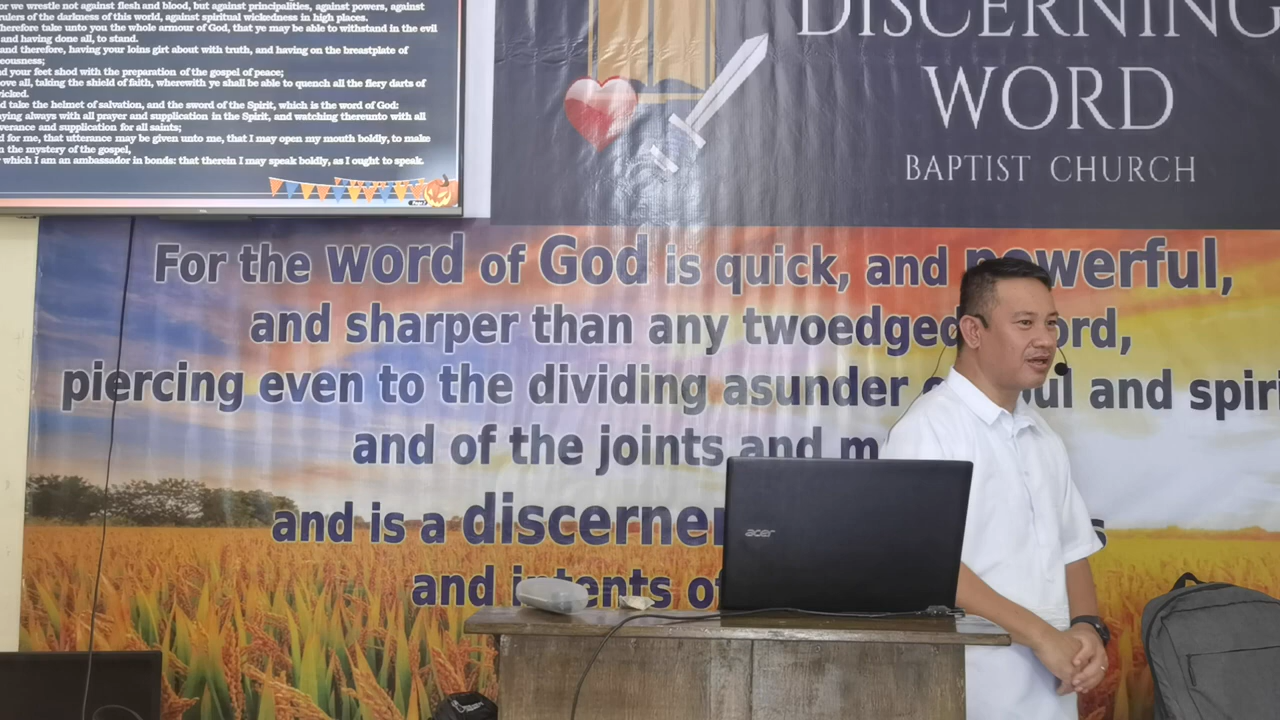 or we wrestle not against flesh and blood, but against principalities, against powers, against
rulers of the darkness of this world, against spiritual wickedness in high places.
herefore take unto you the whole armour of God, that ye may be able to withstand in the evil
and having done all, to stand.
and therefore, having your loins girt about with truth, and having on the breastplate of
eousness;
d your feet shod with the preparation of the gospel of peace;
ove all, taking the shield of faith, wherewith ye shall be able to quench all the fiery darts of
icked.
d take the helmet of salvation, and the sword of the Spirit, which is the word of God:
ying always with all prayer and supplication in the Spirit, and watching thereunto with all
verance and supplication for all saints;
d for me, that utterance may be given unto me, that I may open my mouth boldly, to make
n the mystery of the gospel,
which I am an ambassador in bonds: that therein I may speak boldly, as I ought to speak.
DISCERNING
WORD
BAPTIST CHURCH
For the word of God is quick, and powerful,
and sharper than any twoedged ord,
piercing even to the dividing asunder o ul and spiri
and of the joints and m
and is a discerner s
and intents of
acer